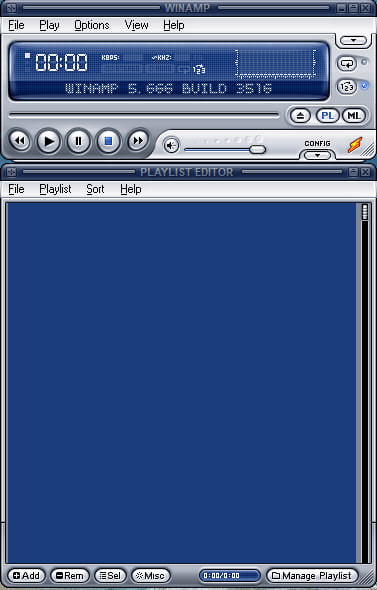 WINAMP
File Play Options View Help
00:00 KBPS: KHZ:
123
WINAMP 5.666 BUILD 3516
123
PL ML
CONFIG
PLAYLIST EDITOR
File Playlist Sort Help
Add Rem Sel Misc 0:00/0:00 Manage Playlist